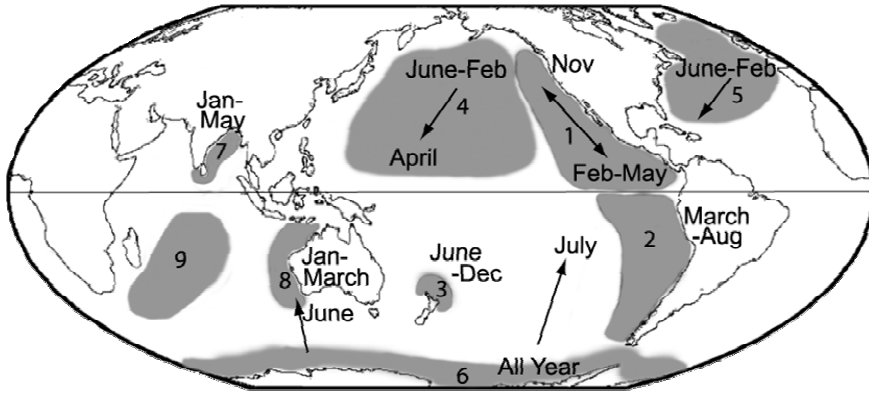 Nov
June-Feb
4
April
June-Feb
5
Jan-
May
7
1
Feb-May
March
-Aug
2
9
Jan-
March
8
June
June
-Dec
3
July
All Year
6